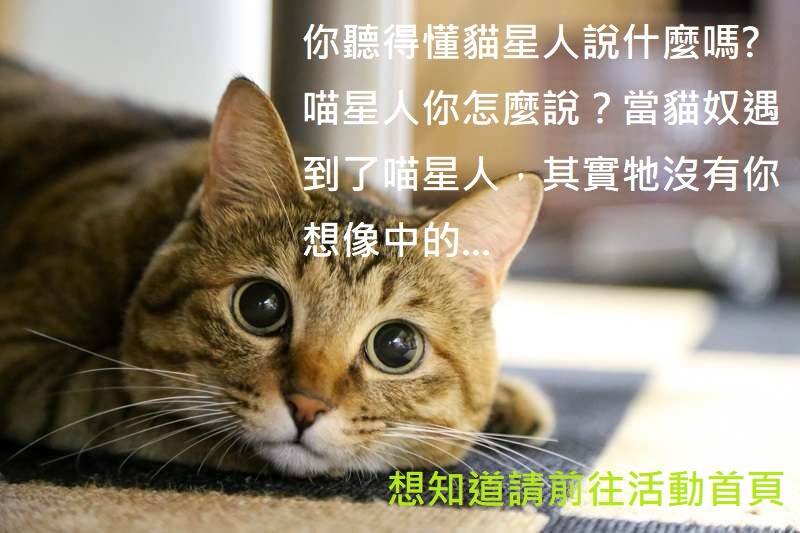 你聽得懂貓星人說什麼嗎?
喵星人你怎麼說？當貓奴遇
到了喵星人，其實牠沒有你
想像中的...
想知道請前往活動首頁